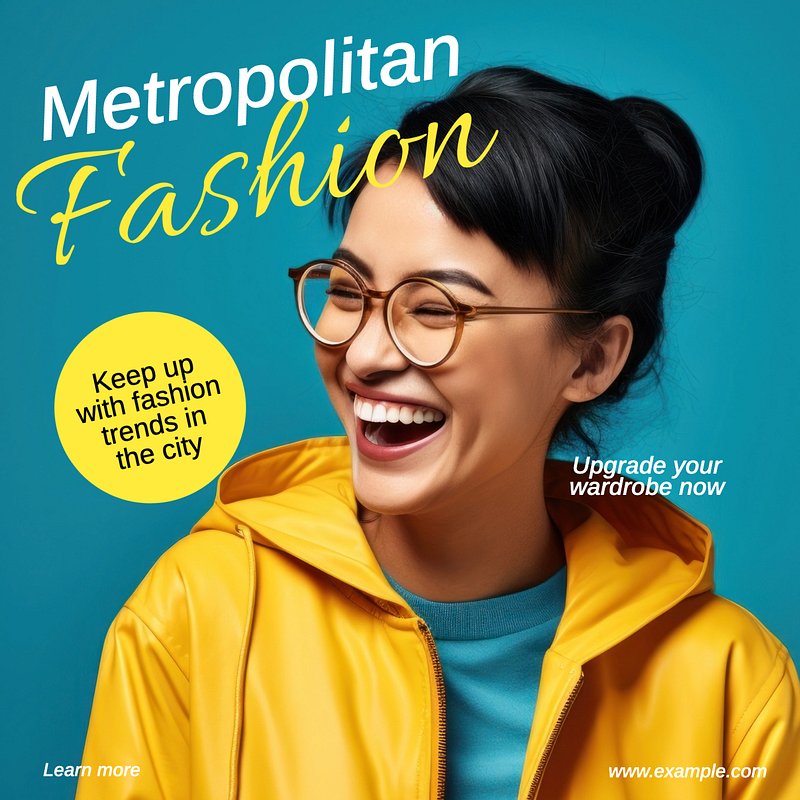 Metropolitan
Fashion
Keep up
with fashion
trends in
the city
Upgrade your
wardrobe now
Learn more
www.example.com